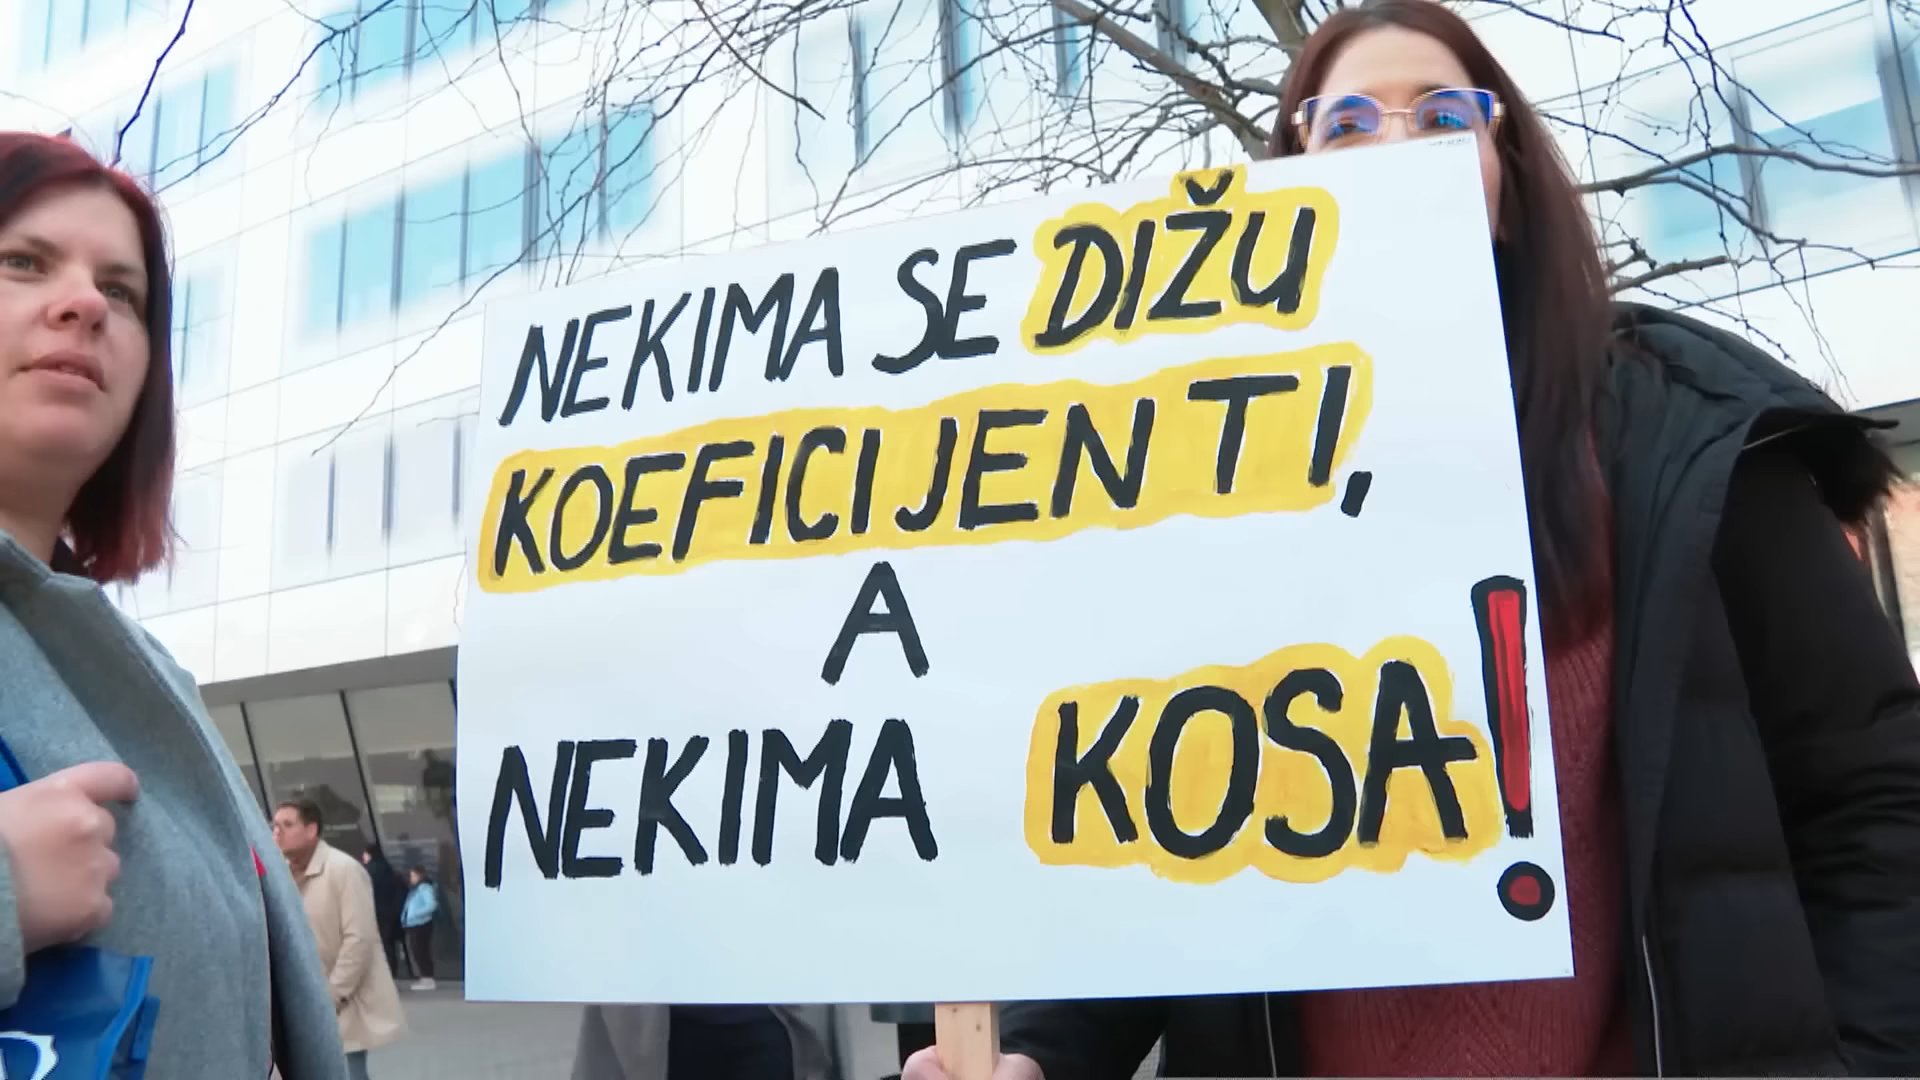 NEKIMA SE DIŽU
KOEFICIJENTI,
A
NEKIMA KOSA!